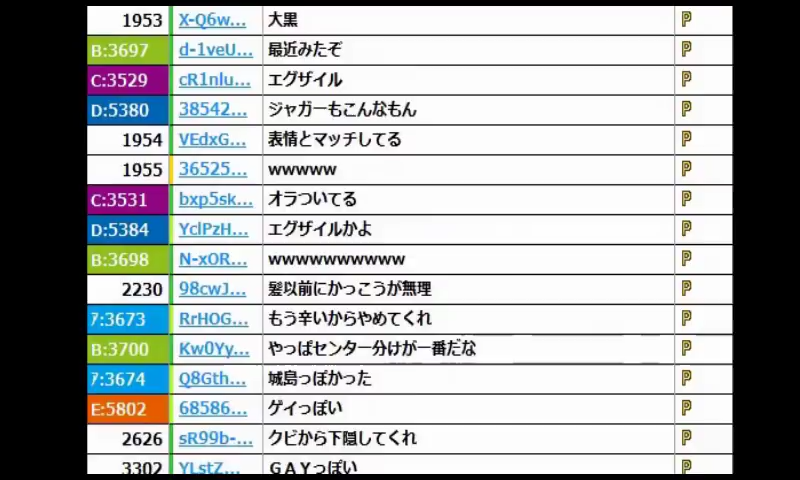 1953 X-Q6w... 大黒 P
B:3697 d-1veU... 最近みたぞ P
C:3529 cR1nlu... エグザイル P
D:5380 38542... ジャガーもこんなもん P
1954 VEdxG... 表情とマッチしてる P
1955 36525... wwwww P
C:3531 bxp5sk... オラついてる P
D:5384 YclPzH... エグザイルかよ P
B:3698 N-xOR... wwwwwwwwww P
2230 98cwJ... 髪以前にかっこうが無理 P
ｱ:3673 RrHOG... もう辛いからやめてくれ P
B:3700 Kw0Yy... やっぱセンター分けが一番だな P
ｱ:3674 Q8Gth... 城島っぽかった P
E:5802 68586... ゲイっぽい P
2626 sR99b-... クビから下隠してくれ P
3302 YLstZ... GAYっぽい P